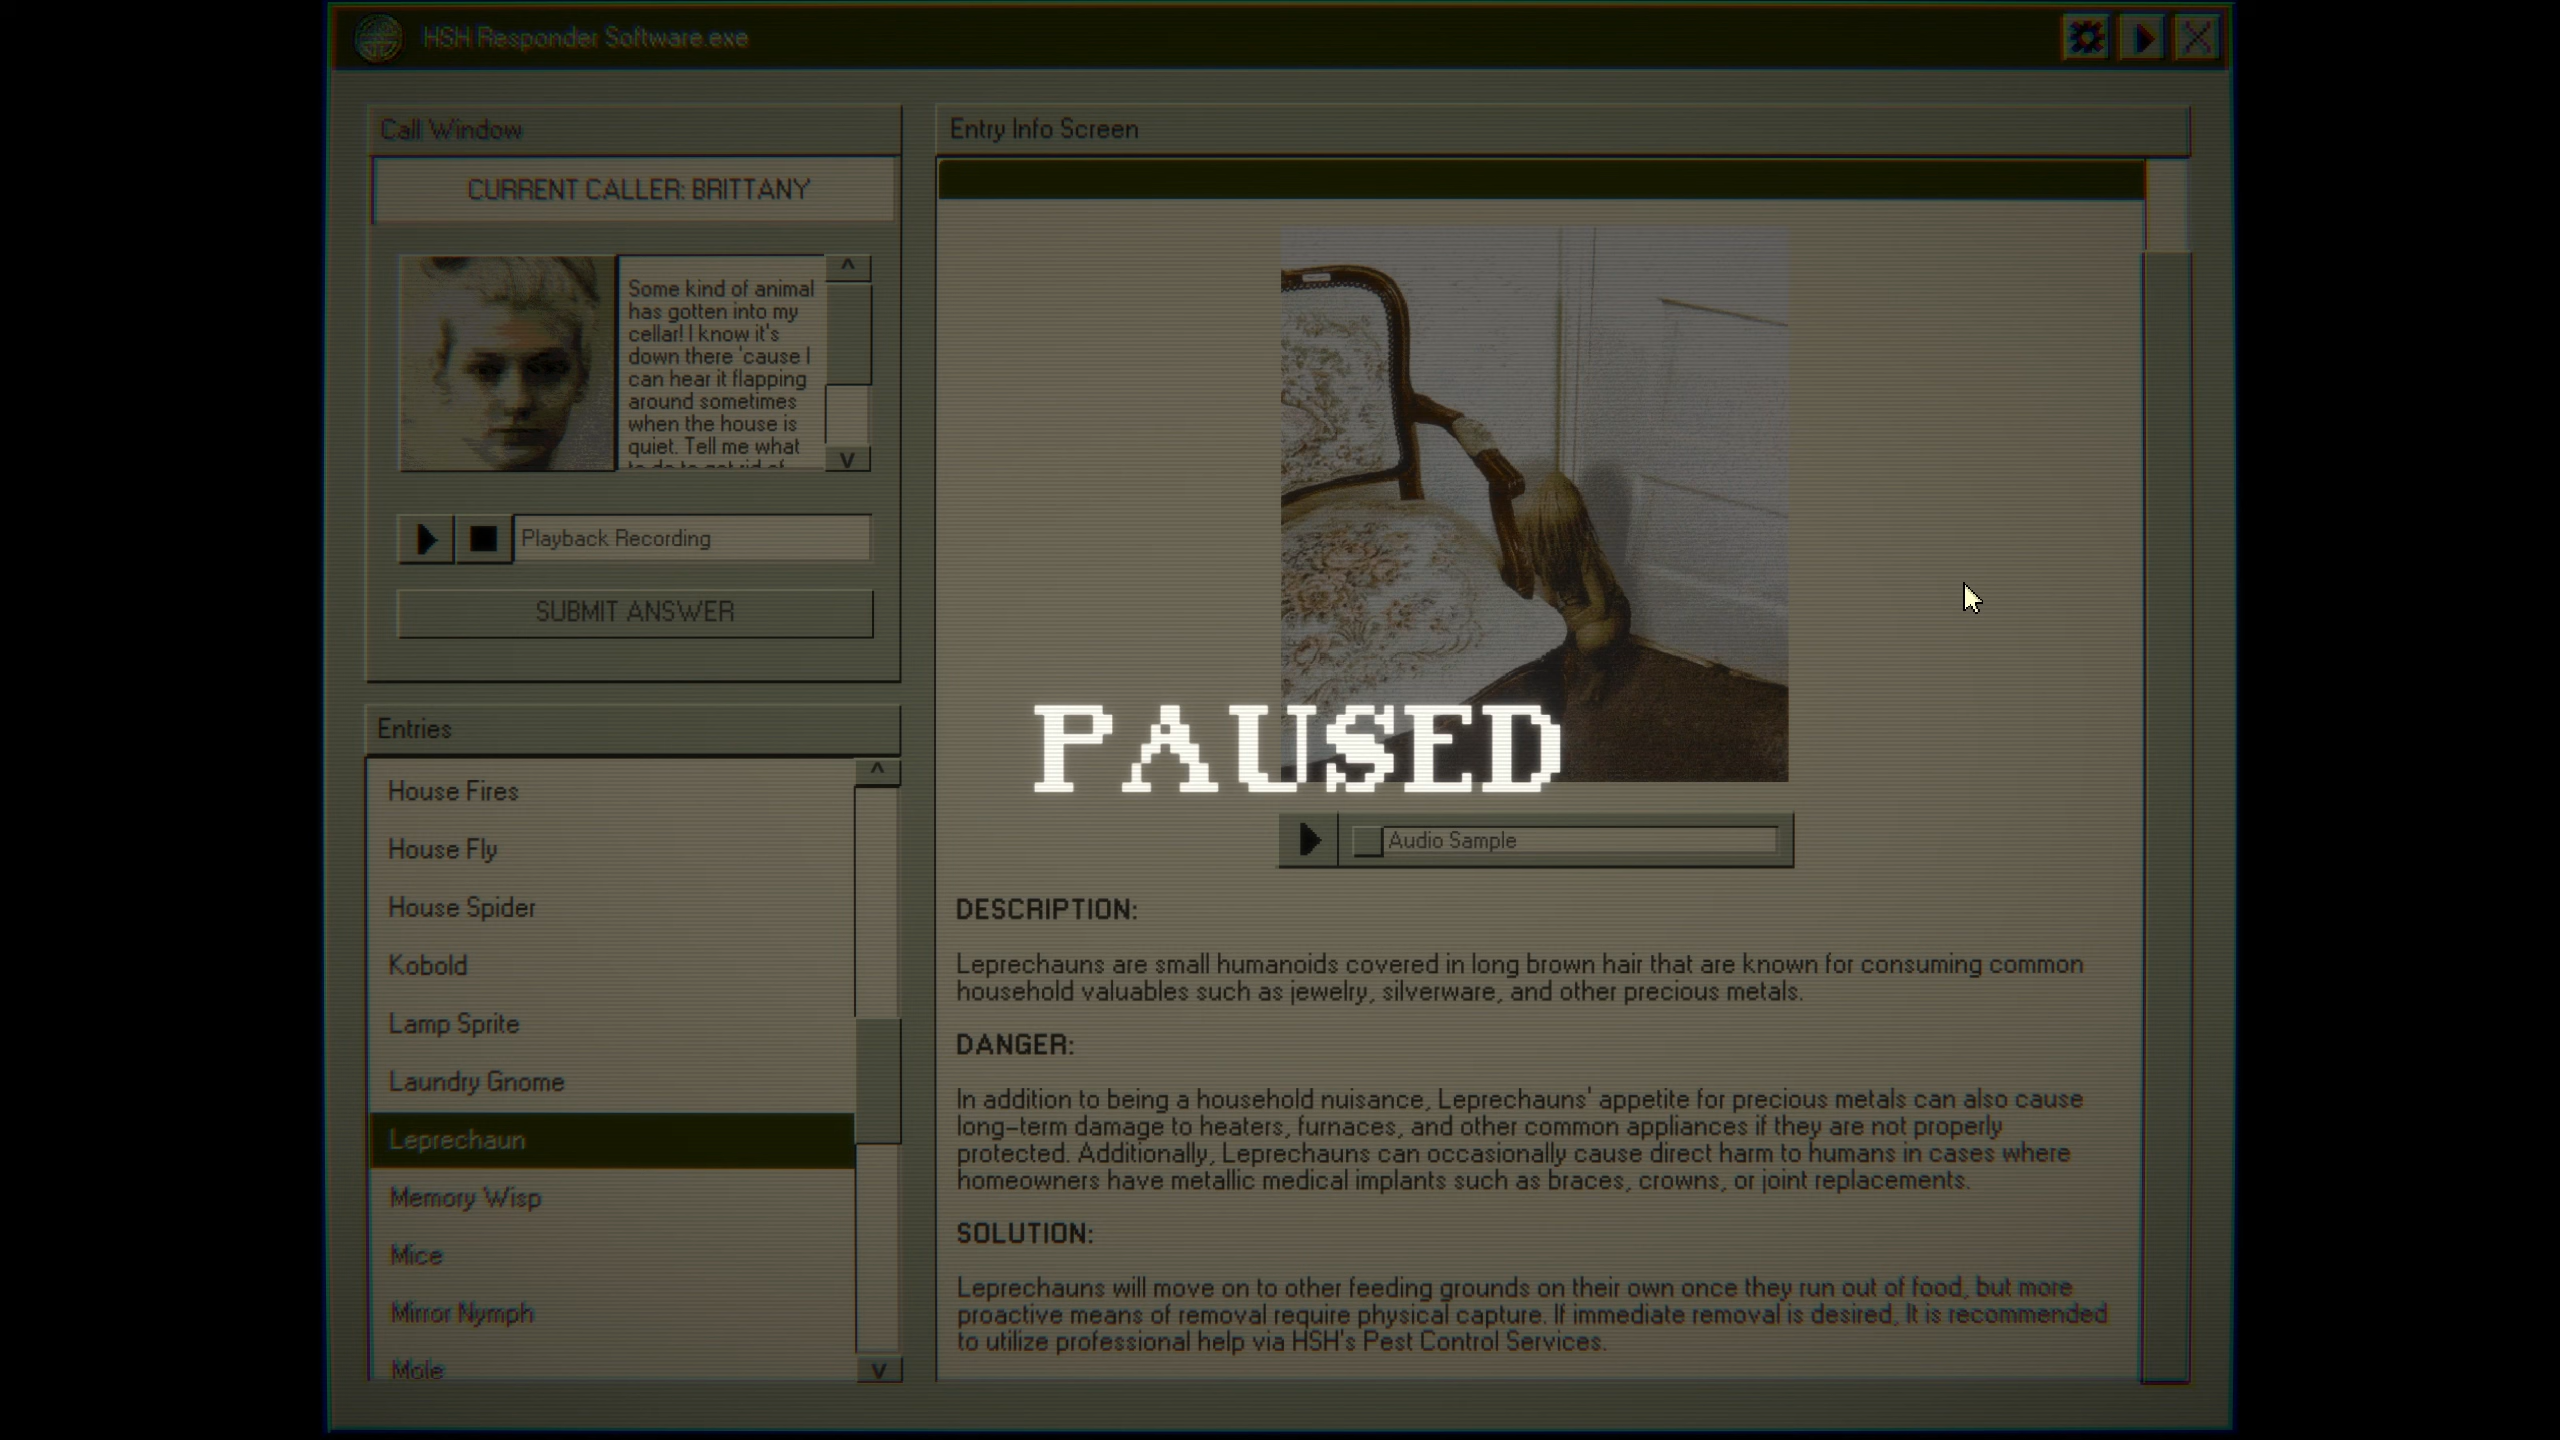 HSH Responder Software.exe
Call Window
CURRENT CALLER: BRITTANY
Some kind of animal
has gotten into my
cellar! I know it's
down there 'cause I
can hear it flapping
around sometimes
when the house is
quiet. Tell me what
to do to get rid of
Playback Recording
SUBMIT ANSWER
Entries
House Fires
House Fly
House Spider
Kobold
Lamp Sprite
Laundry Gnome
Leprechaun
Memory Wisp
Mice
Mirror Nymph
Mole
Entry Info Screen
PAUSED
Audio Sample
DESCRIPTION:
Leprechauns are small humanoids covered in long brown hair that are known for consuming common
household valuables such as jewelry, silverware, and other precious metals.
DANGER:
In addition to being a household nuisance, Leprechauns' appetite for precious metals can also cause
long-term damage to heaters, furnaces, and other common appliances if they are not properly
protected. Additionally, Leprechauns can occasionally cause direct harm to humans in cases where
homeowners have metallic medical implants such as braces, crowns, or joint replacements.
SOLUTION:
Leprechauns will move on to other feeding grounds on their own once they run out of food, but more
proactive means of removal require physical capture. If immediate removal is desired, It is recommended
to utilize professional help via HSH's Pest Control Services.